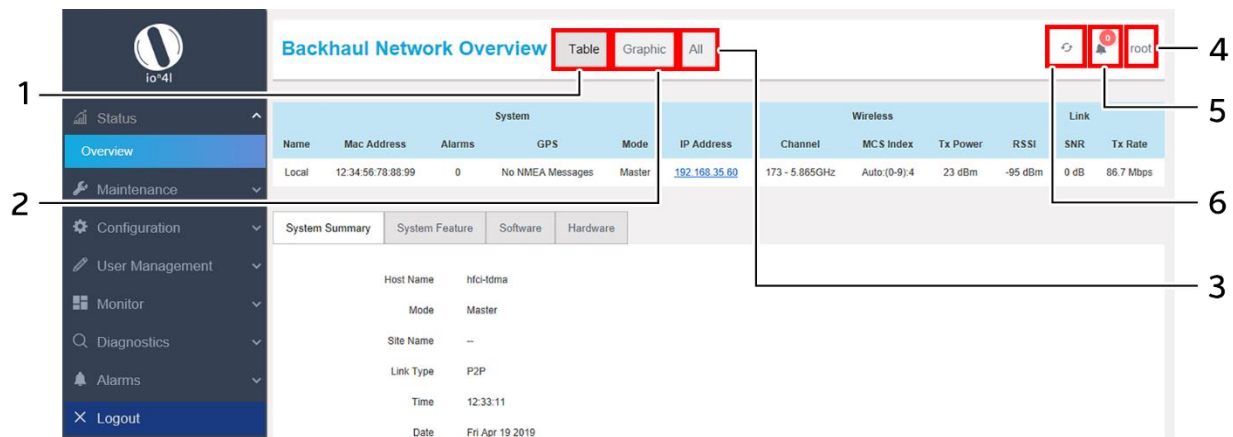 Backhaul Network Overview Table Graphic All 0 root
io°4l
1
2
3
4
5
6
Status
Overview
Maintenance
Configuration
User Management
Monitor
Diagnostics
Alarms
Logout
System Wireless Link
Name Mac Address Alarms GPS Mode IP Address Channel MCS Index Tx Power RSSI SNR Tx Rate
Local 12:34:56:78:88:99 0 No NMEA Messages Master 192.168.35.60 173 - 5.865GHz Auto:(0-9):4 23 dBm -95 dBm 0 dB 86.7 Mbps
System Summary System Feature Software Hardware
Host Name hfci-tdma
Mode Master
Site Name --
Link Type P2P
Time 12:33:11
Date Fri Apr 19 2019